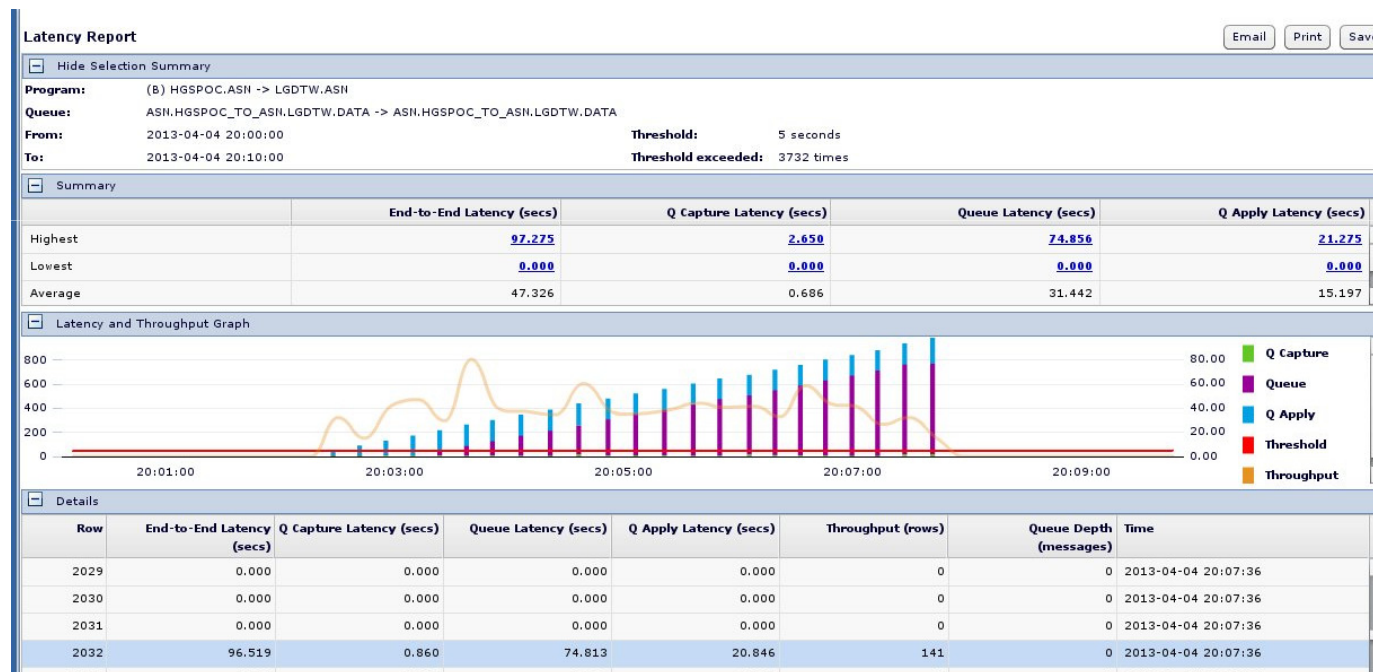 Latency Report
Email Print Save
Hide Selection Summary
Program: (B) HGSPOC.ASN -> LGDTW.ASN
Queue: ASN.HGSPOC_TO_ASN.LGDTW.DATA -> ASN.HGSPOC_TO_ASN.LGDTW.DATA
From: 2013-04-04 20:00:00 Threshold: 5 seconds
To: 2013-04-04 20:10:00 Threshold exceeded: 3732 times
Summary
End-to-End Latency (secs) Q Capture Latency (secs) Queue Latency (secs) Q Apply Latency (secs)
Highest 97.275 2.650 74.856 21.275
Lowest 0.000 0.000 0.000 0.000
Average 47.326 0.686 31.442 15.197
Latency and Throughput Graph
800 80.00 Q Capture
600 60.00 Queue
400 40.00 Q Apply
200 20.00 Threshold
0 0.00 Throughput
20:01:00 20:03:00 20:05:00 20:07:00 20:09:00
Details
Row End-to-End Latency Q Capture Latency (secs) Queue Latency (secs) Q Apply Latency (secs) Throughput (rows) Queue Depth Time
(secs) (messages)
2029 0.000 0.000 0.000 0.000 0 0 2013-04-04 20:07:36
2030 0.000 0.000 0.000 0.000 0 0 2013-04-04 20:07:36
2031 0.000 0.000 0.000 0.000 0 0 2013-04-04 20:07:36
2032 96.519 0.860 74.813 20.846 141 0 2013-04-04 20:07:36